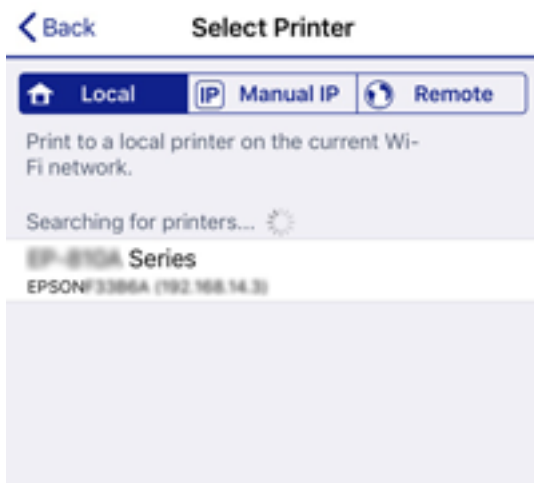 Back
Select Printer
Local
IP Manual IP
Remote
Print to a local printer on the current Wi-
Fi network.
Searching for printers...
Series
EPSON